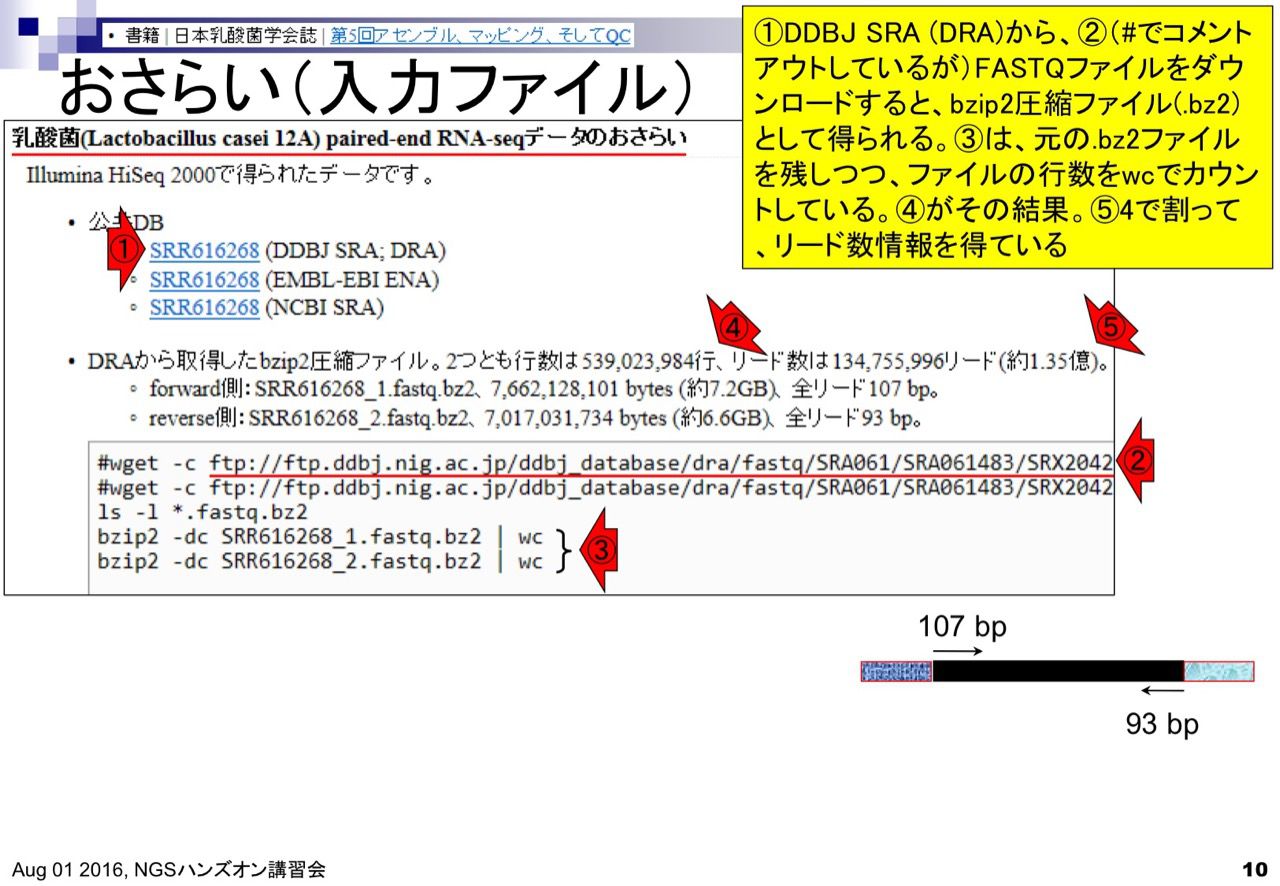 • 書籍 | 日本乳酸菌学会誌 | 第5回アセンブル、マッピング、そしてQC
おさらい(入力ファイル)
①DDBJ SRA (DRA)から、②(#でコメント
アウトしているが)FASTQファイルをダウ
ンロードすると、bzip2圧縮ファイル(.bz2)
として得られる。③は、元の.bz2ファイル
を残しつつ、ファイルの行数をwcでカウン
トしている。④がその結果。⑤4で割って
、リード数情報を得ている
乳酸菌(Lactobacillus casei 12A) paired-end RNA-seqデータのおさらい
Illumina HiSeq 2000で得られたデータです。
• 公共DB
① SRR616268 (DDBJ SRA; DRA)
◦ SRR616268 (EMBL-EBI ENA)
◦ SRR616268 (NCBI SRA)
④
⑤
• DRAから取得したbzip2圧縮ファイル。2つとも行数は539,023,984行、リード数は134,755,996リード(約1.35億)。
◦ forward側: SRR616268_1.fastq.bz2、7,662,128,101 bytes (約7.2GB)、全リード107 bp。
◦ reverse側: SRR616268_2.fastq.bz2、7,017,031,734 bytes (約6.6GB)、全リード93 bp。
#wget -c ftp://ftp.ddbj.nig.ac.jp/ddbj_database/dra/fastq/SRA061/SRA061483/SRX2042 ②
#wget -c ftp://ftp.ddbj.nig.ac.jp/ddbj_database/dra/fastq/SRA061/SRA061483/SRX2042
ls -l *.fastq.bz2
bzip2 -dc SRR616268_1.fastq.bz2 | wc
bzip2 -dc SRR616268_2.fastq.bz2 | wc
③
107 bp
93 bp
Aug 01 2016, NGSハンズオン講習会
10